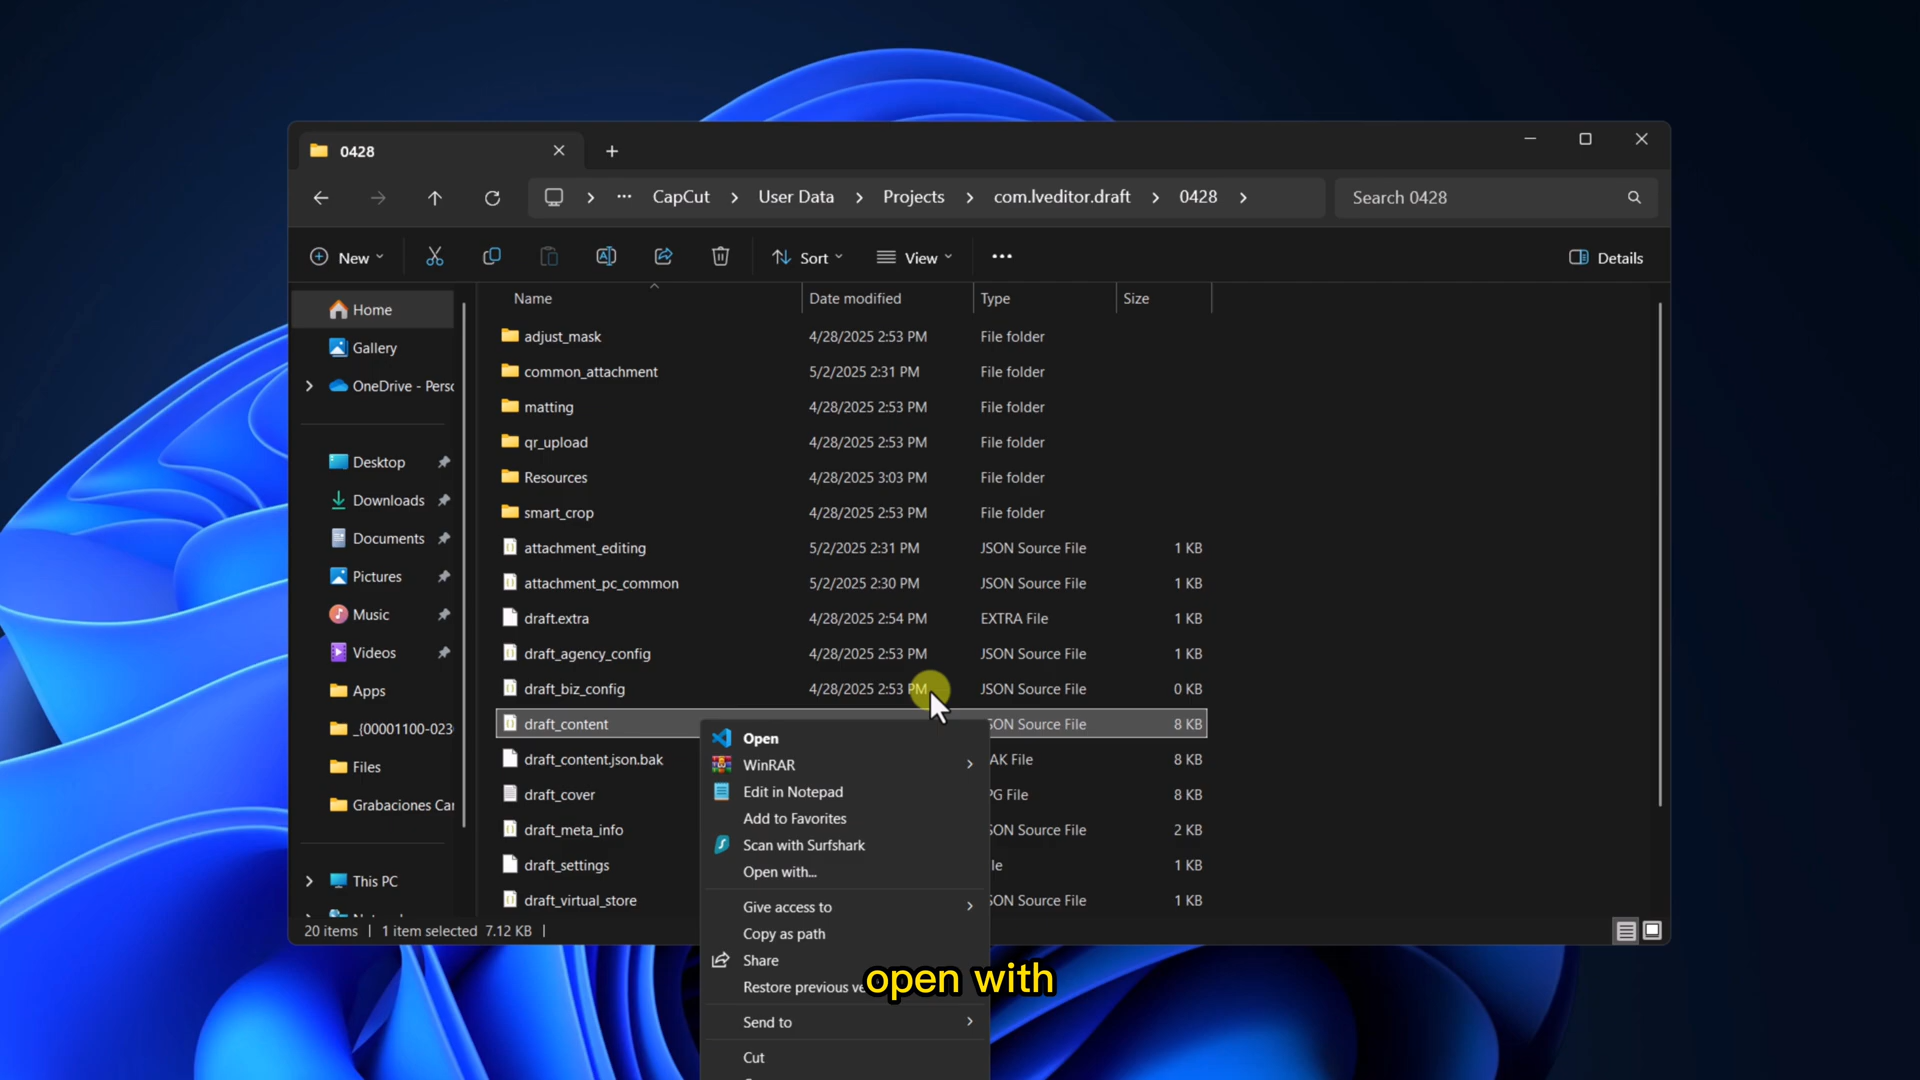 0428
CapCut
User Data
Projects
com.lveditor.draft
0428
Search 0428
New
Sort
View
Details
Name
Date modified
Type
Size
Home
Gallery
OneDrive - Perso
Desktop
Downloads
Documents
Pictures
Music
Videos
Apps
_{00001100-023
Files
Grabaciones Car
This PC
adjust_mask 4/28/2025 2:53 PM File folder
common_attachment 5/2/2025 2:31 PM File folder
matting 4/28/2025 2:53 PM File folder
qr_upload 4/28/2025 2:53 PM File folder
Resources 4/28/2025 3:03 PM File folder
smart_crop 4/28/2025 2:53 PM File folder
attachment_editing 5/2/2025 2:31 PM JSON Source File 1 KB
attachment_pc_common 5/2/2025 2:30 PM JSON Source File 1 KB
draft.extra 4/28/2025 2:54 PM EXTRA File 1 KB
draft_agency_config 4/28/2025 2:53 PM JSON Source File 1 KB
draft_biz_config 4/28/2025 2:53 PM JSON Source File 0 KB
draft_content SON Source File 8 KB
draft_content.json.bak AK File 8 KB
draft_cover PG File 8 KB
draft_meta_info SON Source File 2 KB
draft_settings le 1 KB
draft_virtual_store SON Source File 1 KB
Open
WinRAR
Edit in Notepad
Add to Favorites
Scan with Surfshark
Open with...
Give access to
Copy as path
Share
Restore previous ve
Send to
Cut
20 items
1 item selected 7.12 KB
open with